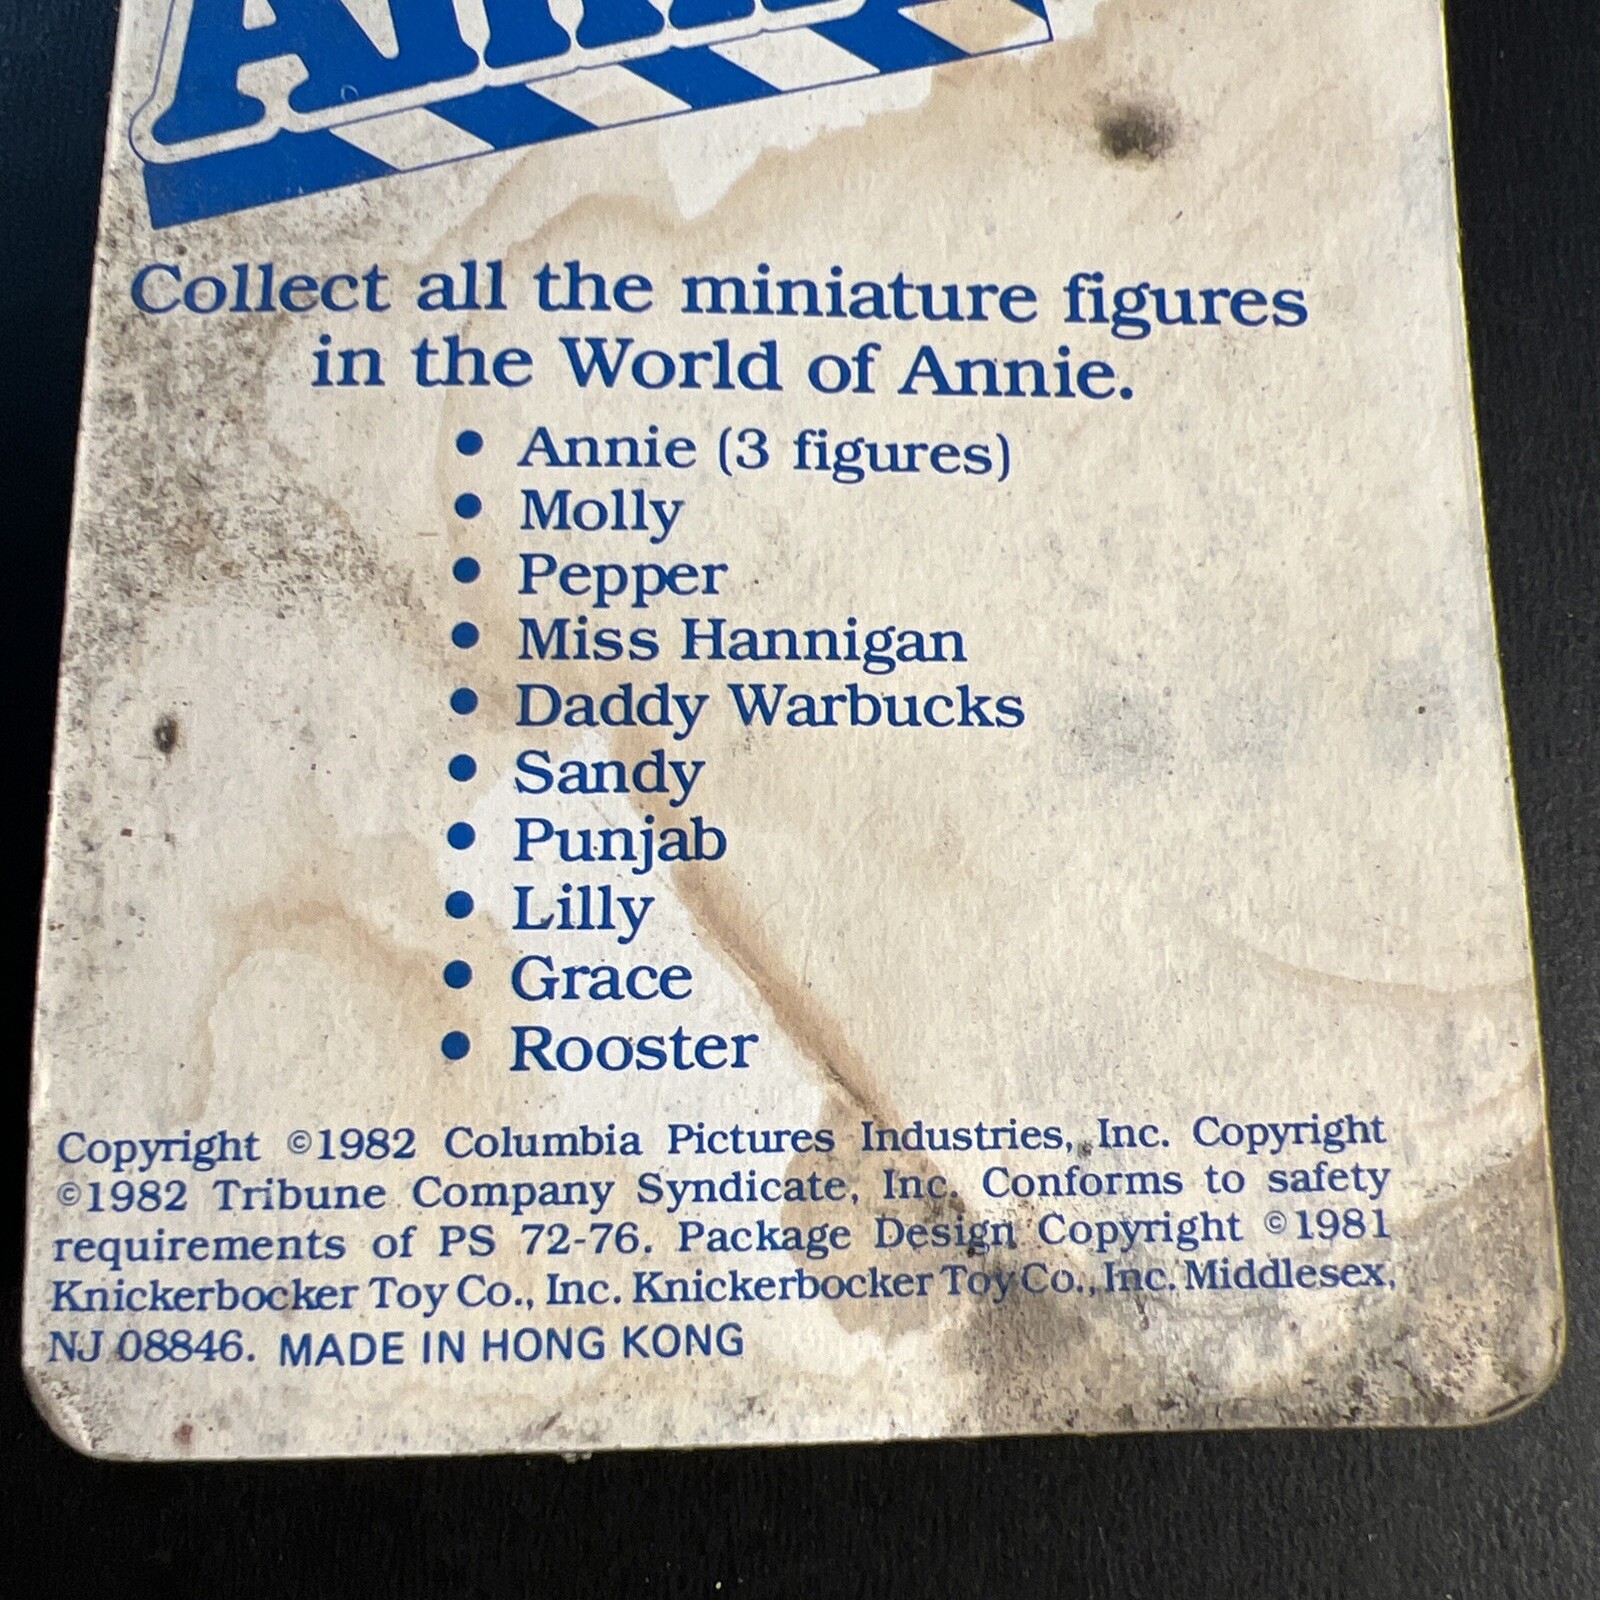 Annie
Collect all the miniature figures
in the World of Annie.
• Annie (3 figures)
• Molly
• Pepper
• Miss Hannigan
• Daddy Warbucks
• Sandy
• Punjab
• Lilly
• Grace
• Rooster
Copyright ©1982 Columbia Pictures Industries, Inc. Copyright
©1982 Tribune Company Syndicate, Inc. Conforms to safety
requirements of PS 72-76. Package Design Copyright ©1981
Knickerbocker Toy Co., Inc. Knickerbocker Toy Co., Inc. Middlesex,
NJ 08846. MADE IN HONG KONG